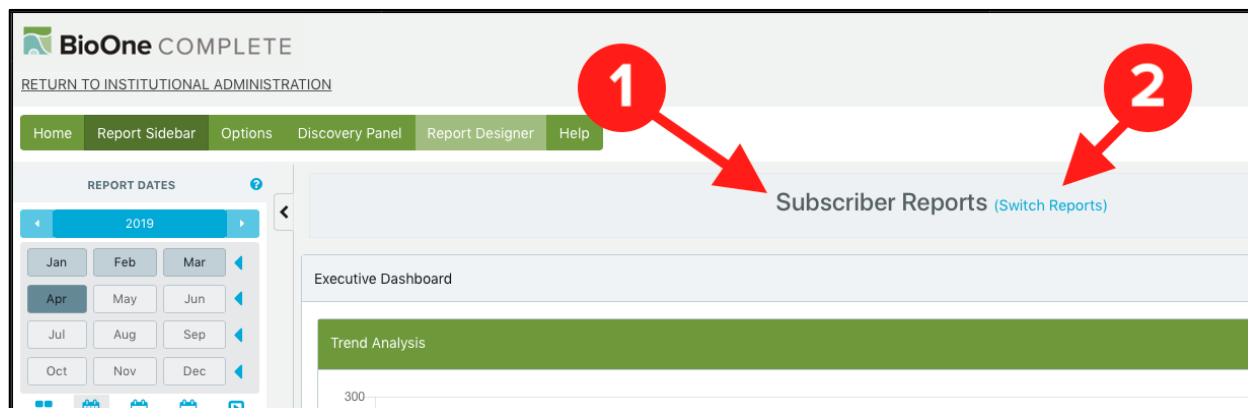 BioOne COMPLETE
RETURN TO INSTITUTIONAL ADMINISTRATION
1
2
Home Report Sidebar Options Discovery Panel Report Designer Help
REPORT DATES ?
Subscriber Reports (Switch Reports)
2019
Jan Feb Mar
Executive Dashboard
Apr May Jun
Jul Aug Sep
Trend Analysis
Oct Nov Dec
300